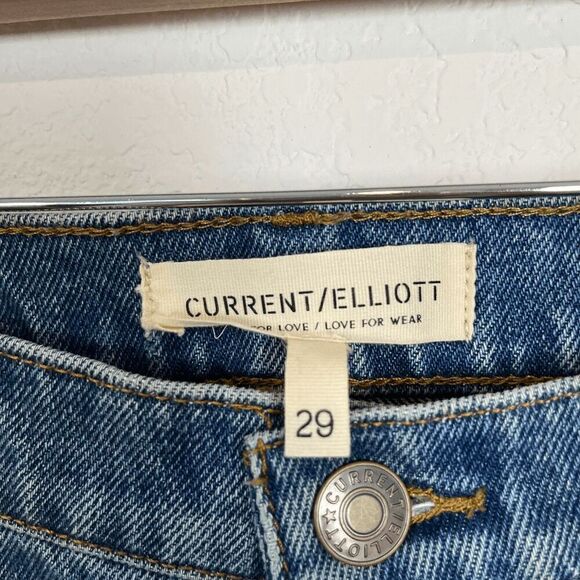 CURRENT/ELLIOTT
FOR LOVE / LOVE FOR WEAR
29
CURRENT/ELLIOTT